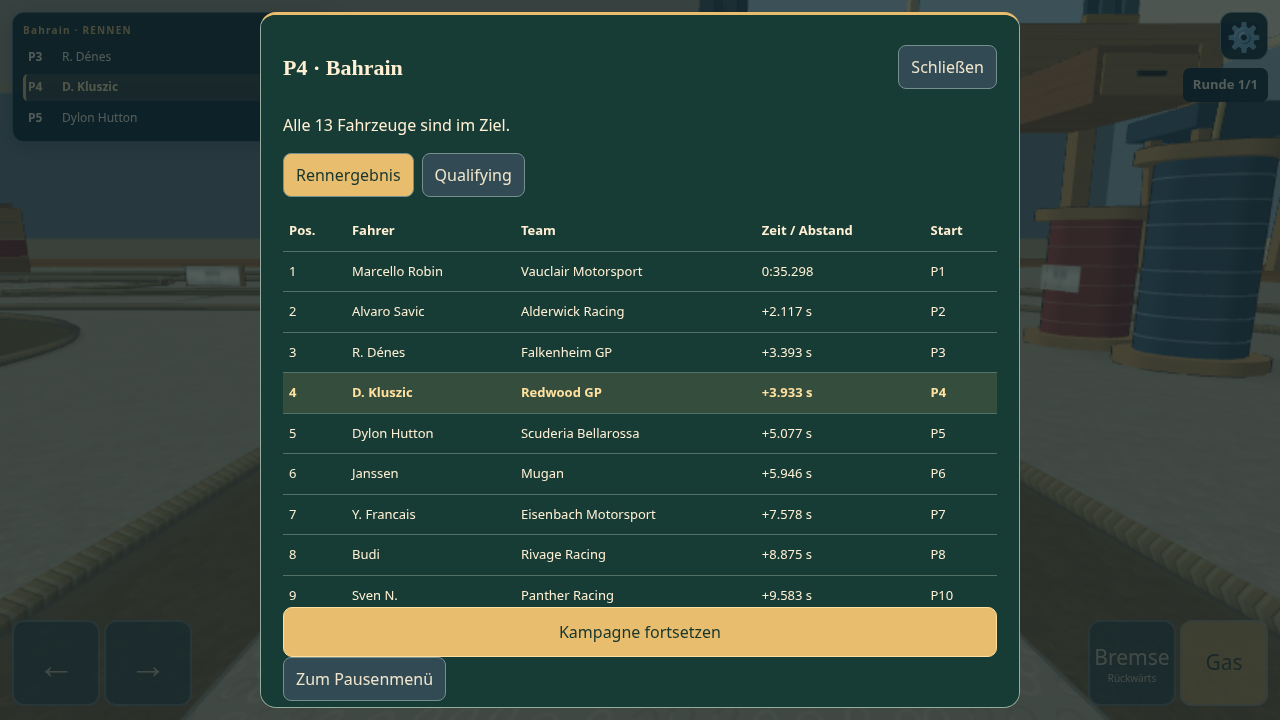 Bahrain · RENNEN
P3 R. Dénes
P4 D. Kluszic
P5 Dylon Hutton
P4 · Bahrain
Schließen
Runde 1/1
Alle 13 Fahrzeuge sind im Ziel.
Rennergebnis Qualifying
Pos. Fahrer Team Zeit / Abstand Start
1 Marcello Robin Vauclair Motorsport 0:35.298 P1
2 Alvaro Savic Alderwick Racing +2.117 s P2
3 R. Dénes Falkenheim GP +3.393 s P3
4 D. Kluszic Redwood GP +3.933 s P4
5 Dylon Hutton Scuderia Bellarossa +5.077 s P5
6 Janssen Mugan +5.946 s P6
7 Y. Francais Eisenbach Motorsport +7.578 s P7
8 Budi Rivage Racing +8.875 s P8
9 Sven N. Panther Racing +9.583 s P10
Kampagne fortsetzen
Zum Pausenmenü
← →
Bremse
Rückwärts
Gas